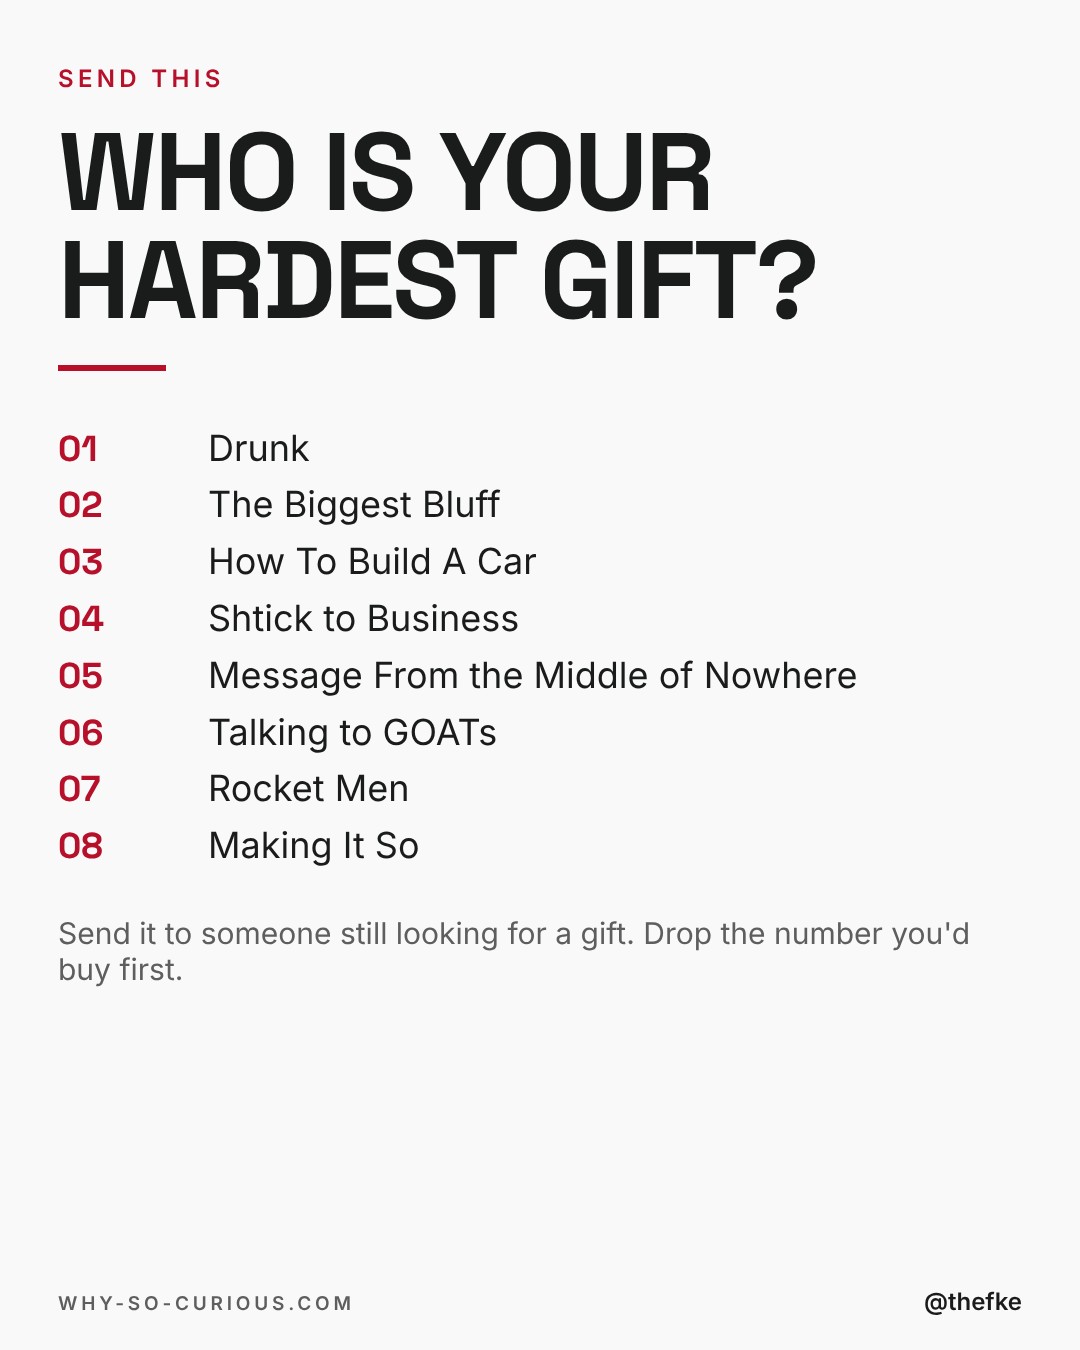 SEND THIS
WHO IS YOUR
HARDEST GIFT?
01 Drunk
02 The Biggest Bluff
03 How To Build A Car
04 Shtick to Business
05 Message From the Middle of Nowhere
06 Talking to GOATs
07 Rocket Men
08 Making It So
Send it to someone still looking for a gift. Drop the number you'd
buy first.
WHY-SO-CURIOUS.COM @thefke